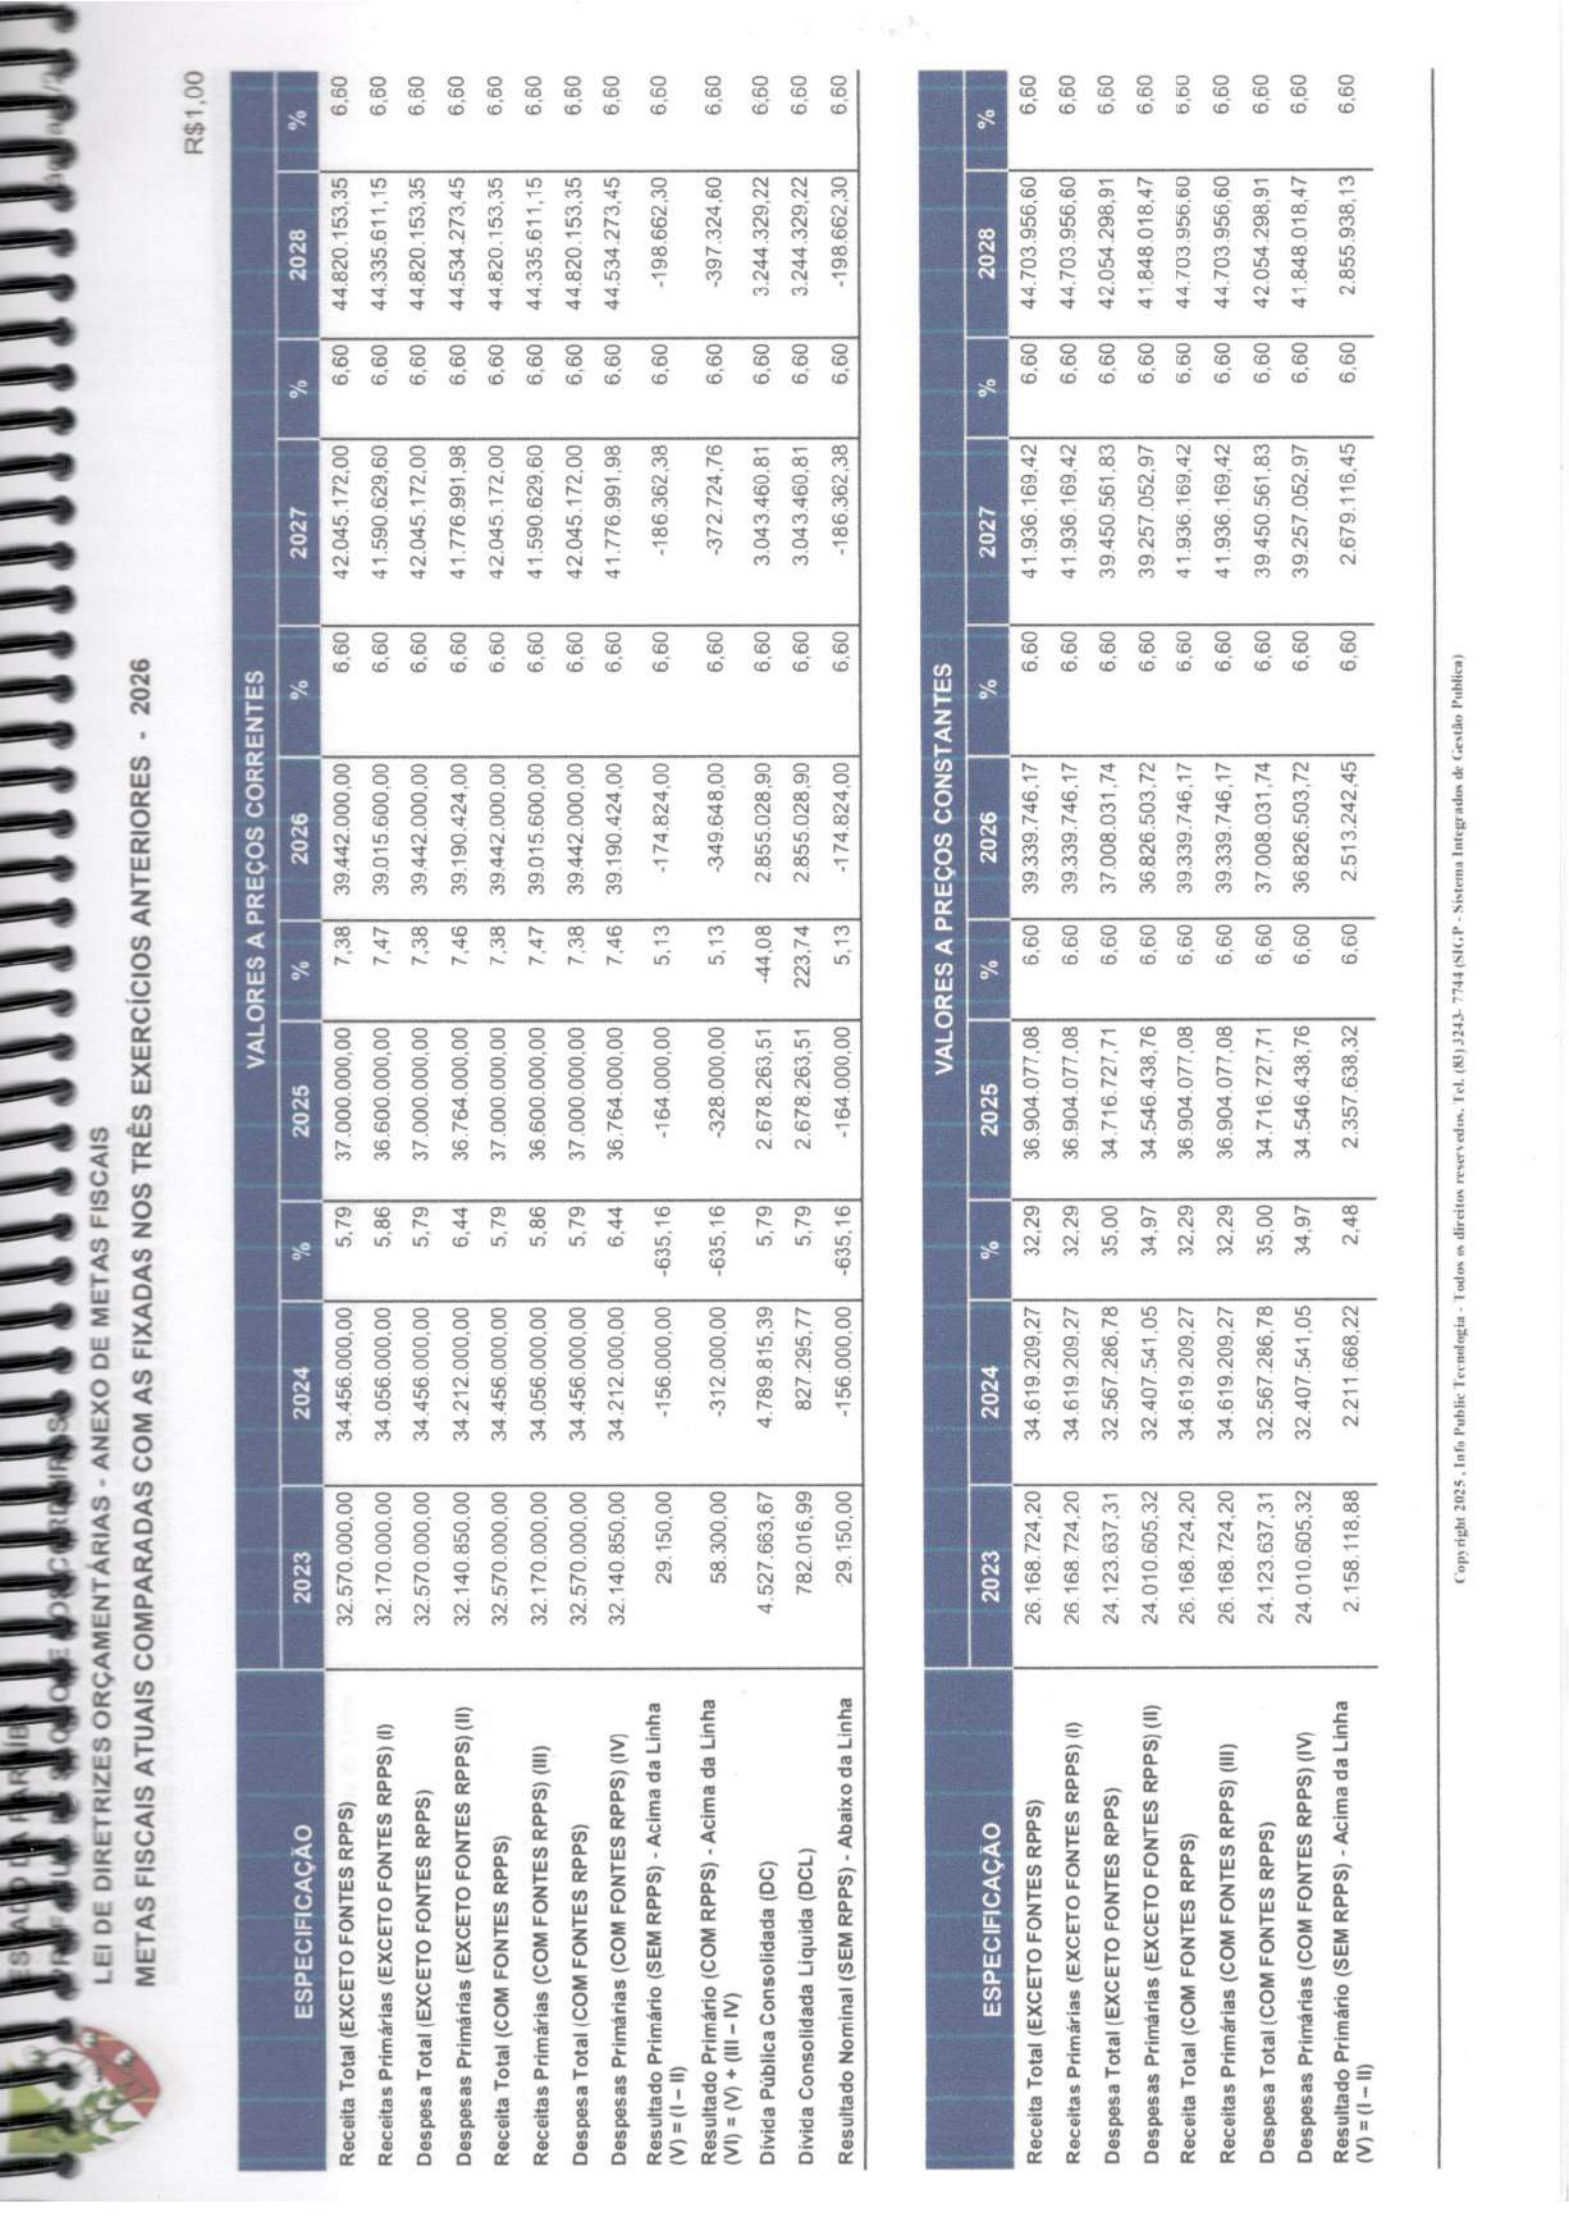 LEI DE DIRETRIZES ORÇAMENTÁRIAS - ANEXO DE METAS FISCAIS
METAS FISCAIS ATUAIS COMPARADAS COM AS FIXADAS NOS TRÊS EXERCÍCIOS ANTERIORES - 2026
R$1,00
VALORES A PREÇOS CORRENTES
ESPECIFICAÇÃO 2023 2024 % 2025 % 2026 % 2027 % 2028 %
Receita Total (EXCETO FONTES RPPS) 32.570.000,00 34.456.000,00 5,79 37.000.000,00 7,38 39.442.000,00 6,60 42.045.172,00 6,60 44.820.153,35 6,60
Receitas Primárias (EXCETO FONTES RPPS) (I) 32.170.000,00 34.056.000,00 5,86 36.600.000,00 7,47 39.015.600,00 6,60 41.590.629,60 6,60 44.335.611,15 6,60
Despesa Total (EXCETO FONTES RPPS) 32.570.000,00 34.456.000,00 5,79 37.000.000,00 7,38 39.442.000,00 6,60 42.045.172,00 6,60 44.820.153,35 6,60
Despesas Primárias (EXCETO FONTES RPPS) (II) 32.140.850,00 34.212.000,00 6,44 36.764.000,00 7,46 39.190.424,00 6,60 41.776.991,98 6,60 44.534.273,45 6,60
Receita Total (COM FONTES RPPS) 32.570.000,00 34.456.000,00 5,79 37.000.000,00 7,38 39.442.000,00 6,60 42.045.172,00 6,60 44.820.153,35 6,60
Receitas Primárias (COM FONTES RPPS) (III) 32.170.000,00 34.056.000,00 5,86 36.600.000,00 7,47 39.015.600,00 6,60 41.590.629,60 6,60 44.335.611,15 6,60
Despesa Total (COM FONTES RPPS) 32.570.000,00 34.456.000,00 5,79 37.000.000,00 7,38 39.442.000,00 6,60 42.045.172,00 6,60 44.820.153,35 6,60
Despesas Primárias (COM FONTES RPPS) (IV) 32.140.850,00 34.212.000,00 6,44 36.764.000,00 7,46 39.190.424,00 6,60 41.776.991,98 6,60 44.534.273,45 6,60
Resultado Primário (SEM RPPS) - Acima da Linha 29.150,00 -156.000,00 -635,16 -164.000,00 5,13 -174.824,00 6,60 -186.362,38 6,60 -198.662,30 6,60
(V) = (I – II)
Resultado Primário (COM RPPS) - Acima da Linha 58.300,00 -312.000,00 -635,16 -328.000,00 5,13 -349.648,00 6,60 -372.724,76 6,60 -397.324,60 6,60
(VI) = (V) + (III – IV)
Dívida Pública Consolidada (DC) 4.527.663,67 4.789.815,39 5,79 2.678.263,51 -44,08 2.855.028,90 6,60 3.043.460,81 6,60 3.244.329,22 6,60
Dívida Consolidada Líquida (DCL) 782.016,99 827.295,77 5,79 2.678.263,51 223,74 2.855.028,90 6,60 3.043.460,81 6,60 3.244.329,22 6,60
Resultado Nominal (SEM RPPS) - Abaixo da Linha 29.150,00 -156.000,00 -635,16 -164.000,00 5,13 -174.824,00 6,60 -186.362,38 6,60 -198.662,30 6,60
VALORES A PREÇOS CONSTANTES
ESPECIFICAÇÃO 2023 2024 % 2025 % 2026 % 2027 % 2028 %
Receita Total (EXCETO FONTES RPPS) 26.168.724,20 34.619.209,27 32,29 36.904.077,08 6,60 39.339.746,17 6,60 41.936.169,42 6,60 44.703.956,60 6,60
Receitas Primárias (EXCETO FONTES RPPS) (I) 26.168.724,20 34.619.209,27 32,29 36.904.077,08 6,60 39.339.746,17 6,60 41.936.169,42 6,60 44.703.956,60 6,60
Despesa Total (EXCETO FONTES RPPS) 24.123.637,31 32.567.286,78 35,00 34.716.727,71 6,60 37.008.031,74 6,60 39.450.561,83 6,60 42.054.298,91 6,60
Despesas Primárias (EXCETO FONTES RPPS) (II) 24.010.605,32 32.407.541,05 34,97 34.546.438,76 6,60 36.826.503,72 6,60 39.257.052,97 6,60 41.848.018,47 6,60
Receita Total (COM FONTES RPPS) 26.168.724,20 34.619.209,27 32,29 36.904.077,08 6,60 39.339.746,17 6,60 41.936.169,42 6,60 44.703.956,60 6,60
Receitas Primárias (COM FONTES RPPS) (III) 26.168.724,20 34.619.209,27 32,29 36.904.077,08 6,60 39.339.746,17 6,60 41.936.169,42 6,60 44.703.956,60 6,60
Despesa Total (COM FONTES RPPS) 24.123.637,31 32.567.286,78 35,00 34.716.727,71 6,60 37.008.031,74 6,60 39.450.561,83 6,60 42.054.298,91 6,60
Despesas Primárias (COM FONTES RPPS) (IV) 24.010.605,32 32.407.541,05 34,97 34.546.438,76 6,60 36.826.503,72 6,60 39.257.052,97 6,60 41.848.018,47 6,60
Resultado Primário (SEM RPPS) - Acima da Linha 2.158.118,88 2.211.668,22 2,48 2.357.638,32 6,60 2.513.242,45 6,60 2.679.116,45 6,60 2.855.938,13 6,60
(V) = (I – II)
Copyright 2025 , Info Public Tecnologia - Todos os direitos reservedos. Tel. (83) 3243- 7744 (SIGP - Sistema Integrados de Gestão Publica)